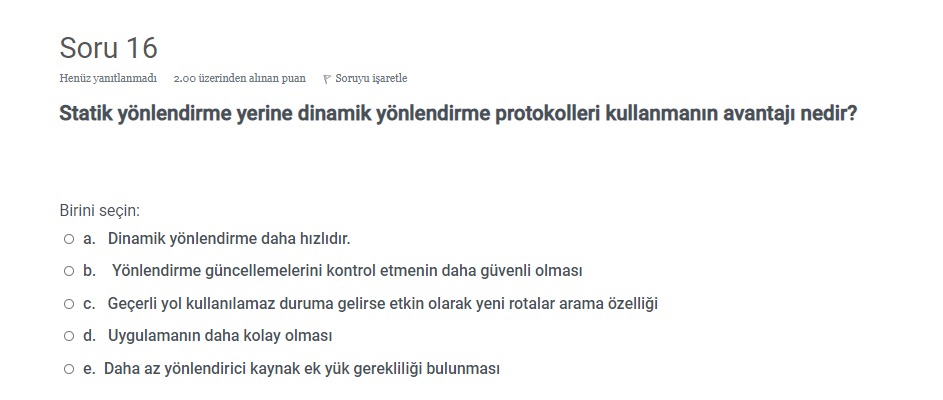 Soru 16
Henüz yanıtlanmadı 2.00 üzerinden alınan puan Soruyu işaretle
Statik yönlendirme yerine dinamik yönlendirme protokolleri kullanmanın avantajı nedir?
Birini seçin:
a. Dinamik yönlendirme daha hızlıdır.
b. Yönlendirme güncellemelerini kontrol etmenin daha güvenli olması
c. Geçerli yol kullanılamaz duruma gelirse etkin olarak yeni rotalar arama özelliği
d. Uygulamanın daha kolay olması
e. Daha az yönlendirici kaynak ek yük gerekliliği bulunması